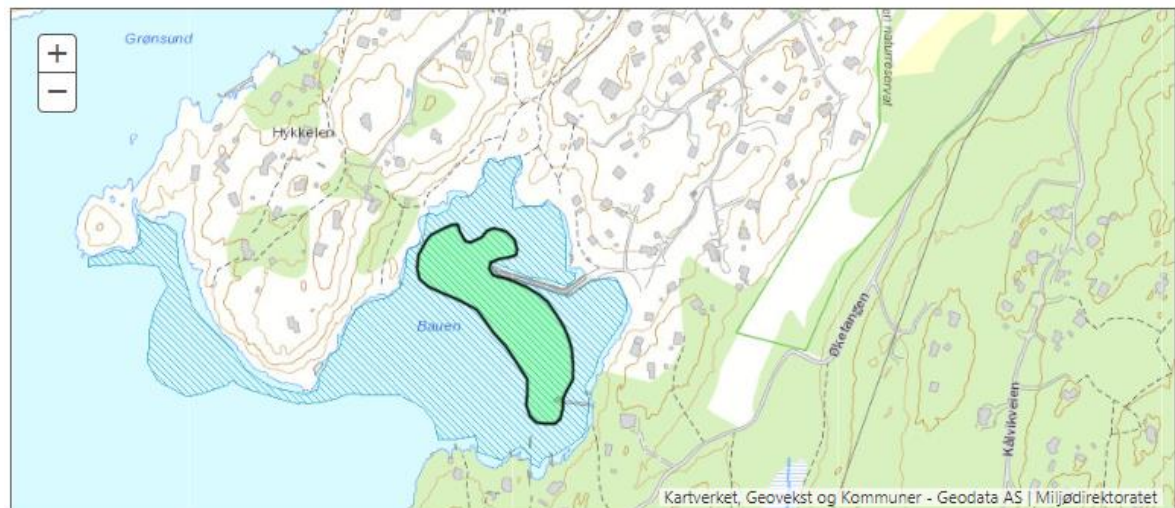 +
Grønsund
−
Hykkelen
naturreservat
Bauen
Øketangen
Kålvikveien
Kartverket, Geovekst og Kommuner - Geodata AS | Miljødirektoratet